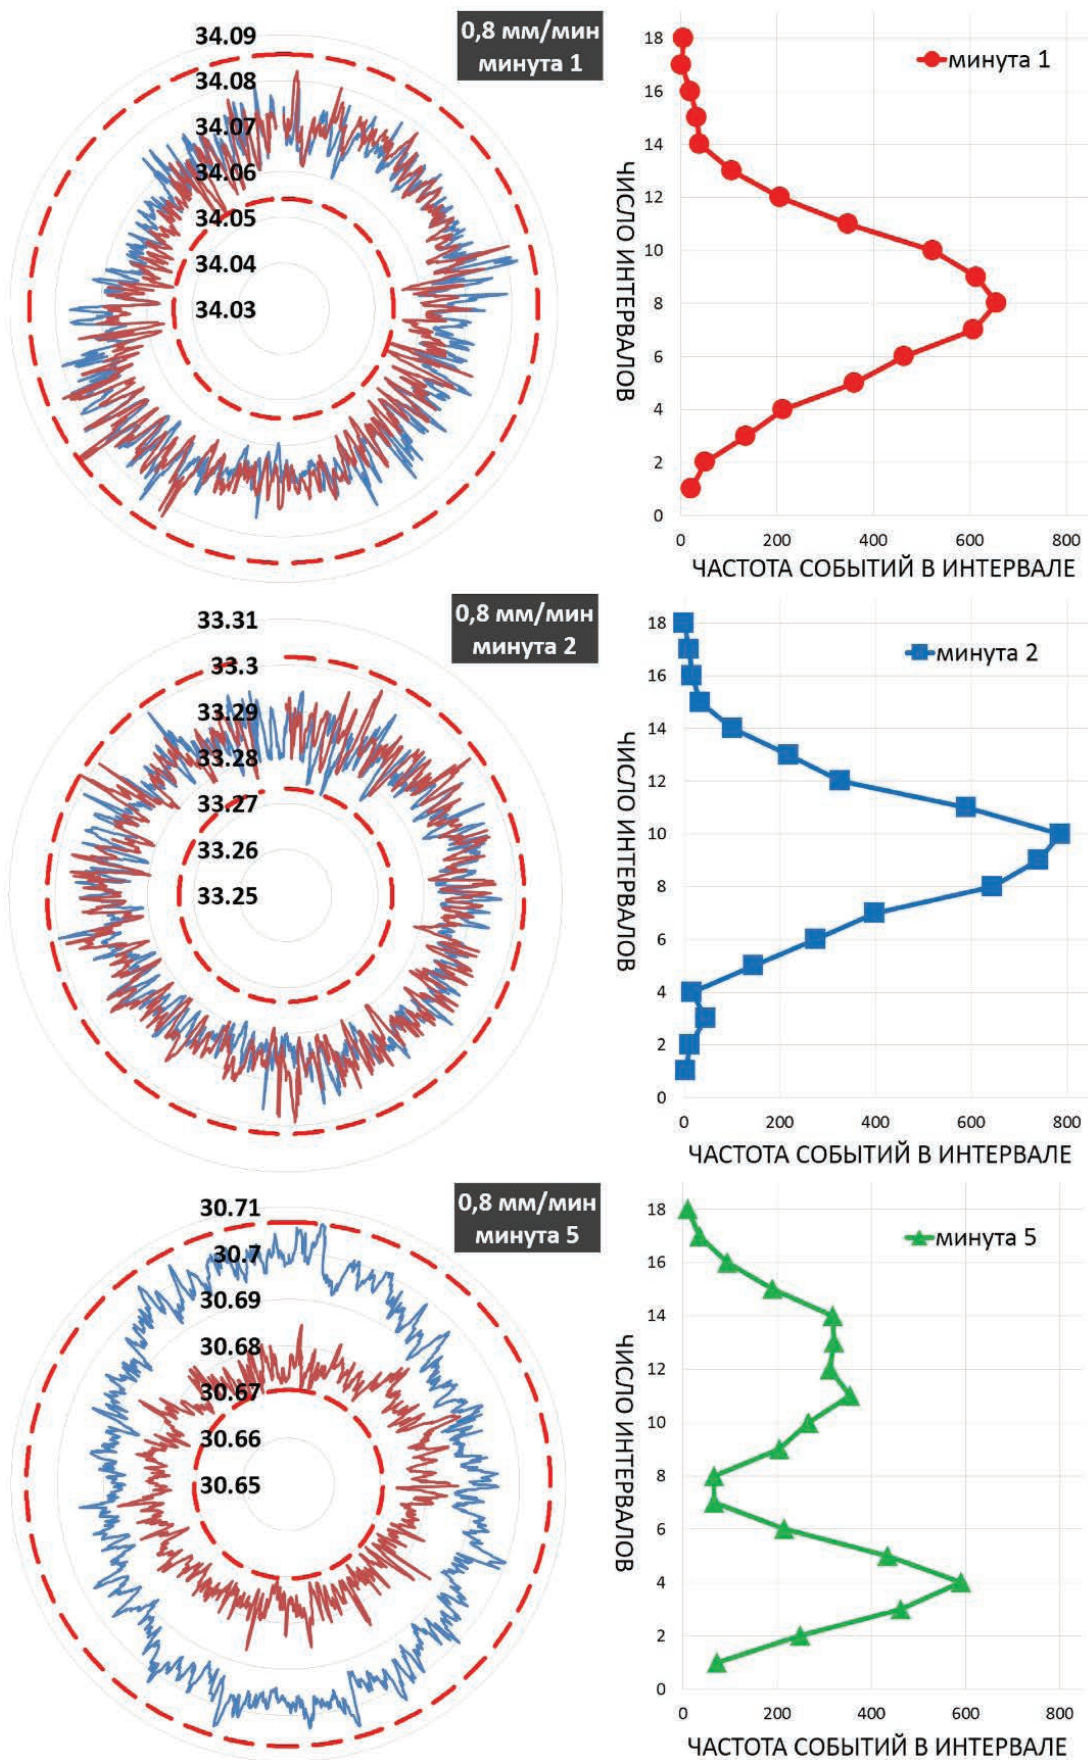 34.09
34.08
34.07
34.06
34.05
34.04
34.03
0,8 мм/мин
минута 1
ЧИСЛО ИНТЕРВАЛОВ
18
16
14
12
10
8
6
4
2
0
минута 1
0 200 400 600 800
ЧАСТОТА СОБЫТИЙ В ИНТЕРВАЛЕ
33.31
33.3
33.29
33.28
33.27
33.26
33.25
0,8 мм/мин
минута 2
ЧИСЛО ИНТЕРВАЛОВ
18
16
14
12
10
8
6
4
2
0
минута 2
0 200 400 600 800
ЧАСТОТА СОБЫТИЙ В ИНТЕРВАЛЕ
30.71
30.7
30.69
30.68
30.67
30.66
30.65
0,8 мм/мин
минута 5
ЧИСЛО ИНТЕРВАЛОВ
18
16
14
12
10
8
6
4
2
0
минута 5
0 200 400 600 800
ЧАСТОТА СОБЫТИЙ В ИНТЕРВАЛЕ